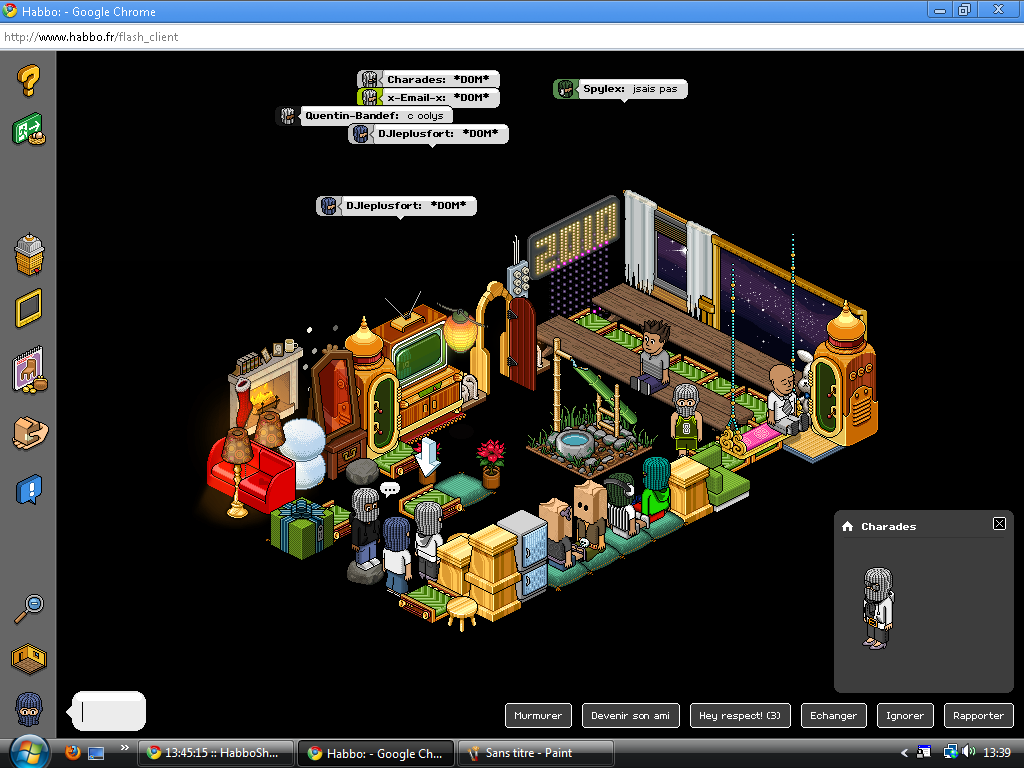 Habbo: - Google Chrome
http://www.habbo.fr/flash_client
Charades: *DOM*
Spylex: jsais pas
x-Email-x: *DOM*
Quentin-Bandef: c oolys
DJleplusfort: *DOM*
DJleplusfort: *DOM*
2010
Charades
Murmurer
Devenir son ami
Hey respect! (3)
Echanger
Ignorer
Rapporter
13:45:15 :: HabboSh...
Habbo: - Google Ch...
Sans titre - Paint
13:39